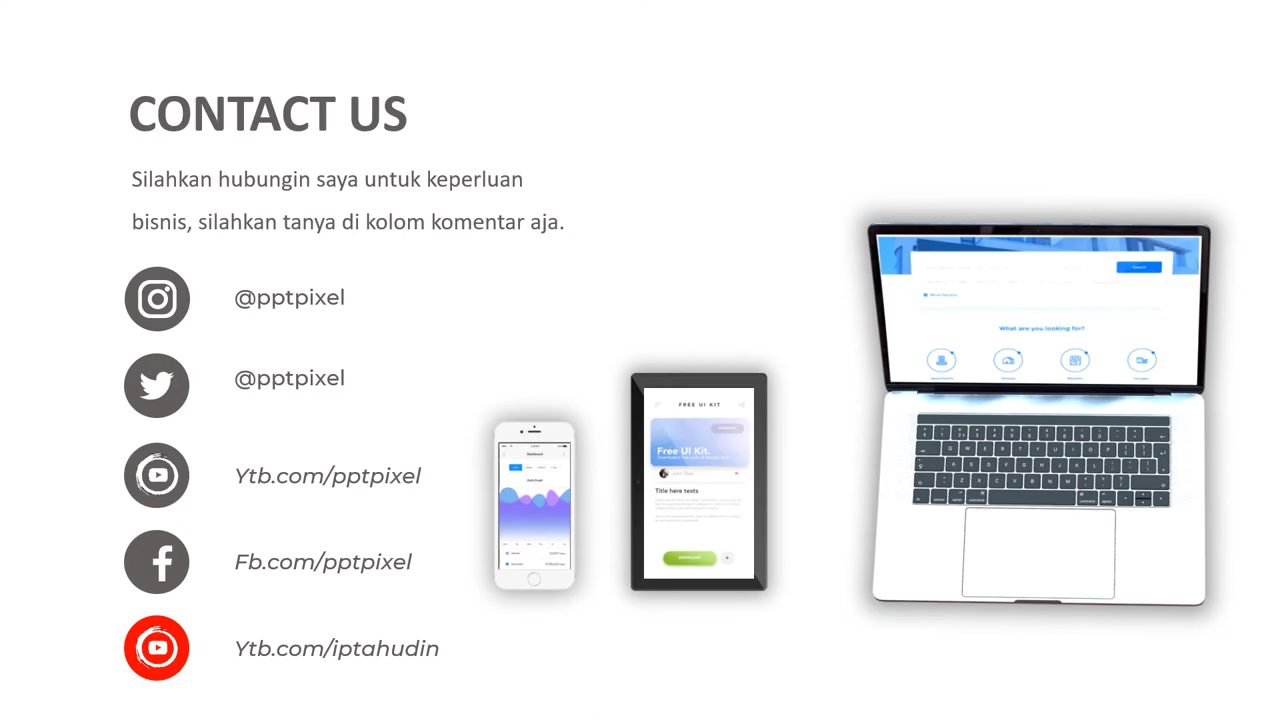 CONTACT US
Silahkan hubungin saya untuk keperluan
bisnis, silahkan tanya di kolom komentar aja.
@pptpixel
@pptpixel
Ytb.com/pptpixel
Fb.com/pptpixel
Ytb.com/iptahudin
Dashboard
FREE UI KIT
Free UI Kit.
Title here texts
DOWNLOAD
What are you looking for?